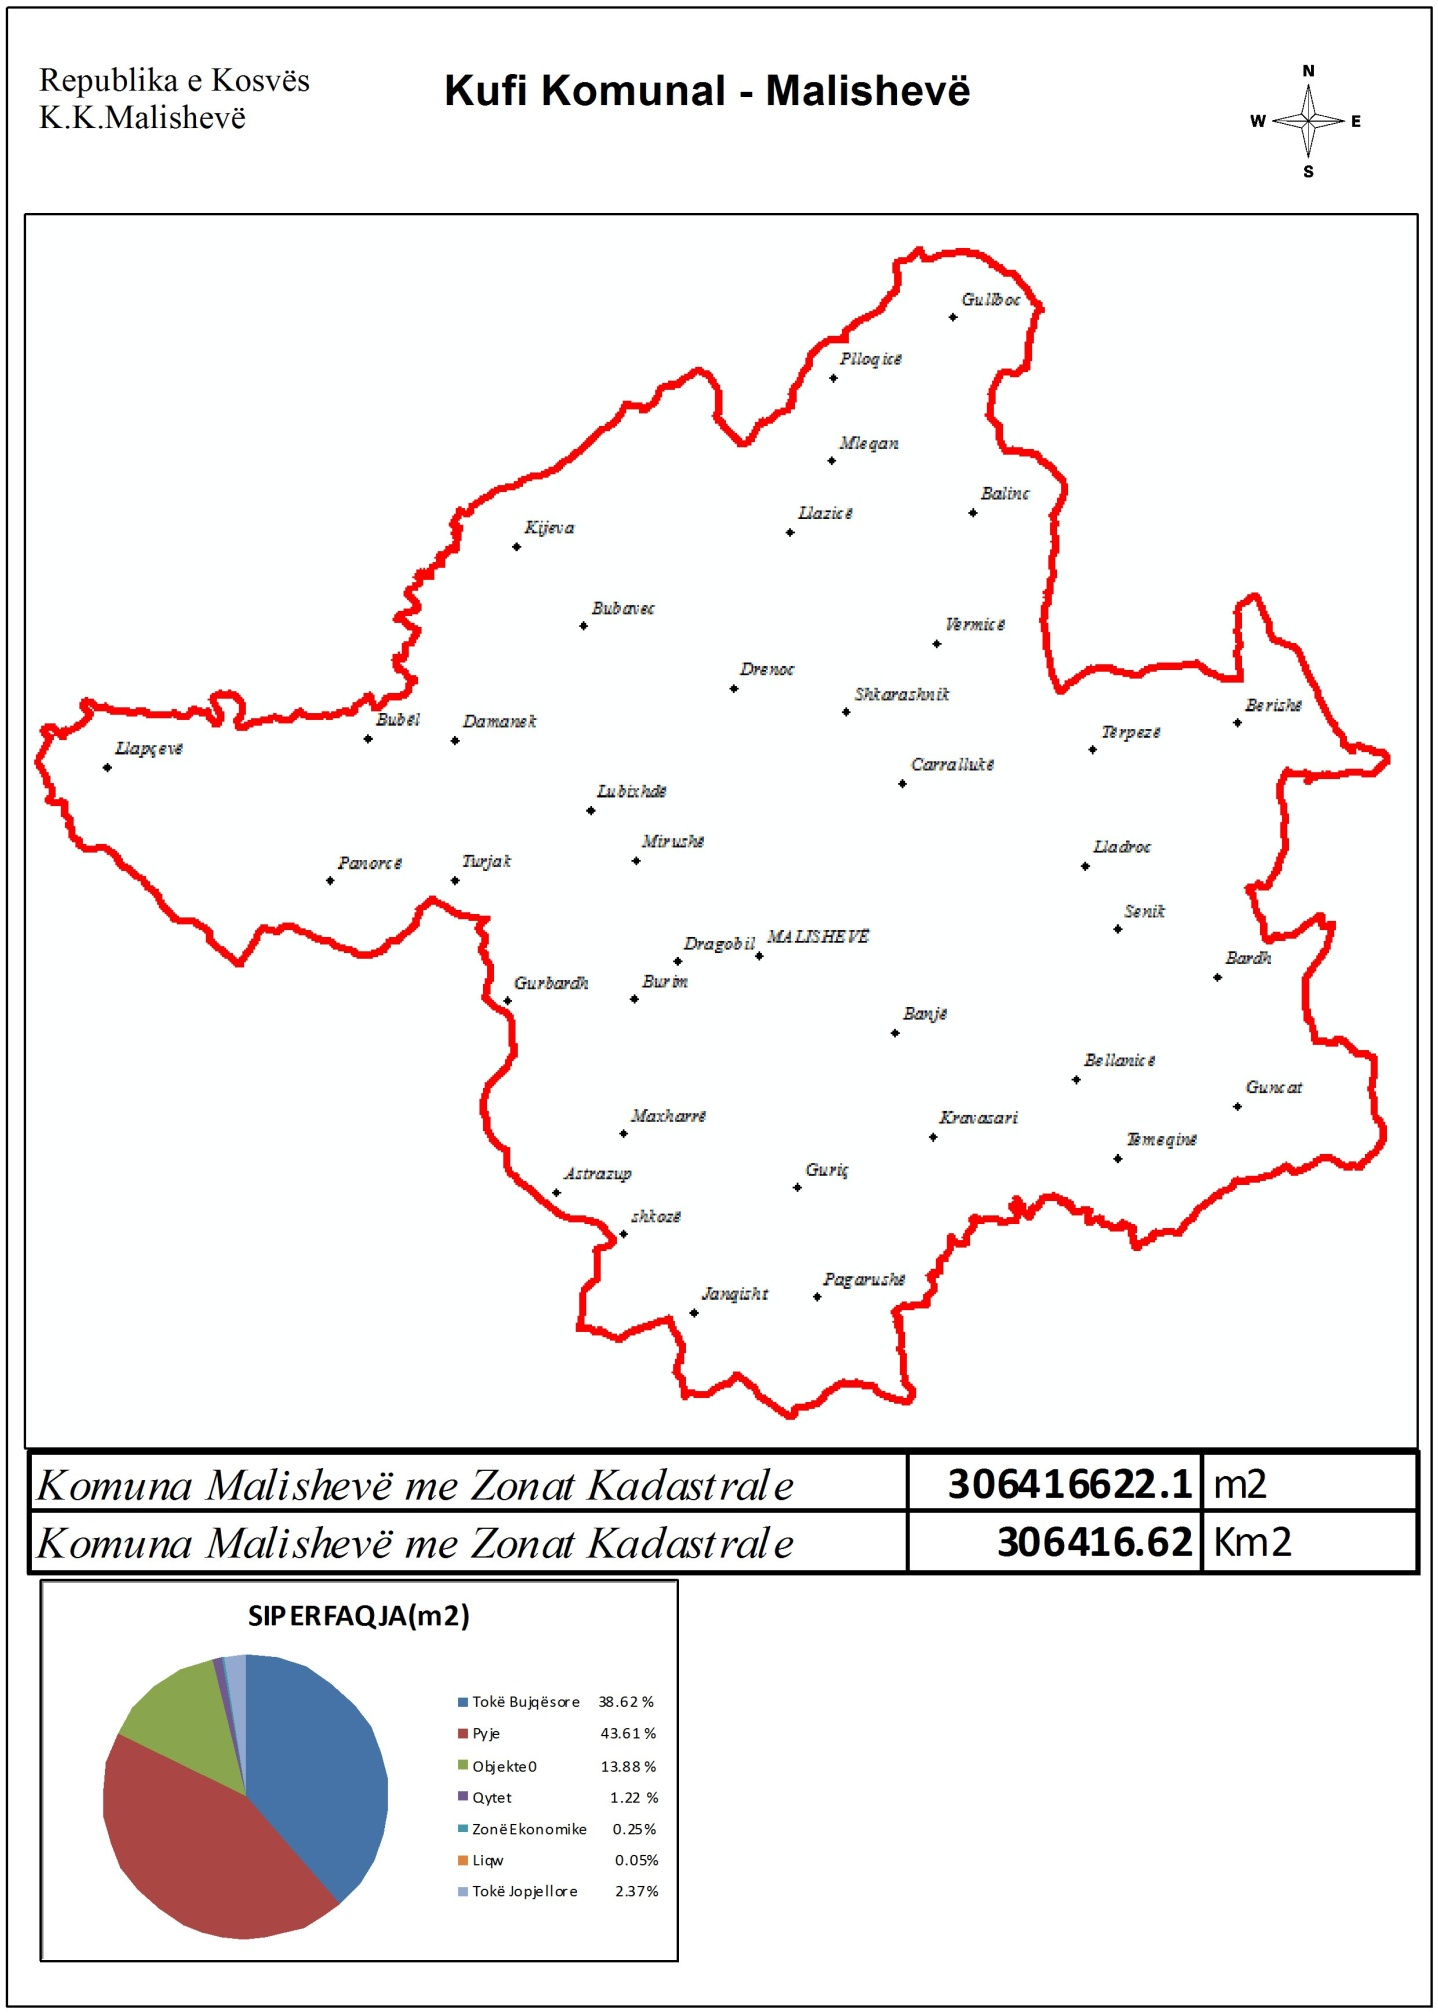 Republika e Kosvës
K.K.Malishevë
Kufi Komunal - Malishevë
N
W
E
S
Gullboc
Plloqicë
Mleqan
Balinc
Llazicë
Kijeva
Bubavec
Vermicë
Drenoc
Shkarashnik
Berishë
Bubël
Damanek
Tërpezë
Llapçevë
Carrallukë
Lubixhdë
Mirushë
Lladroc
Panorcë
Turjak
Senik
MALISHEVË
Dragobil
Bardh
Gurbardh
Burim
Banjë
Bellanicë
Guncat
Maxharrë
Kravasari
Temeqinë
Astrazup
Guriç
shkozë
Pagarushë
Janqisht
Komuna Malishevë me Zonat Kadastrale 306416622.1 m2
Komuna Malishevë me Zonat Kadastrale 306416.62 Km2
SIPERFAQJA(m2)
Tokë Bujqësore 38.62 %
Pyje 43.61 %
Objekte0 13.88 %
Qytet 1.22 %
Zonë Ekonomike 0.25%
Liqw 0.05%
Tokë Jopjellore 2.37%